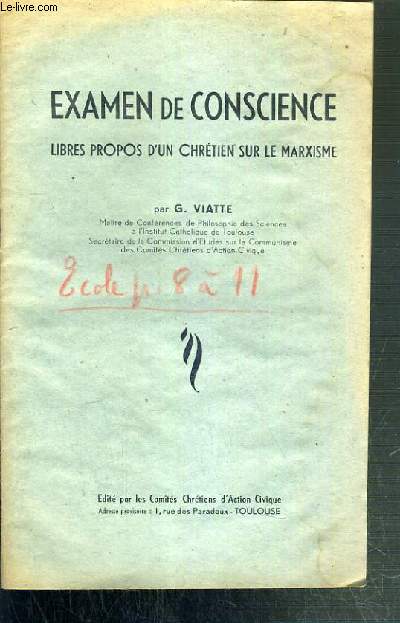 Le-livre.com
EXAMEN DE CONSCIENCE
LIBRES PROPOS D'UN CHRÉTIEN SUR LE MARXISME
par G. VIATTE
Maître de Conférences de Philosophie des Sciences
à l'Institut Catholique de Toulouse
Secrétaire de la Commission d'Etudes sur le Communisme
des Comités Chrétiens d'Action Civique
Ecole p. 8 à 11
Edité par les Comités Chrétiens d'Action Civique
Adresse provisoire : 1, rue des Paradoux - TOULOUSE